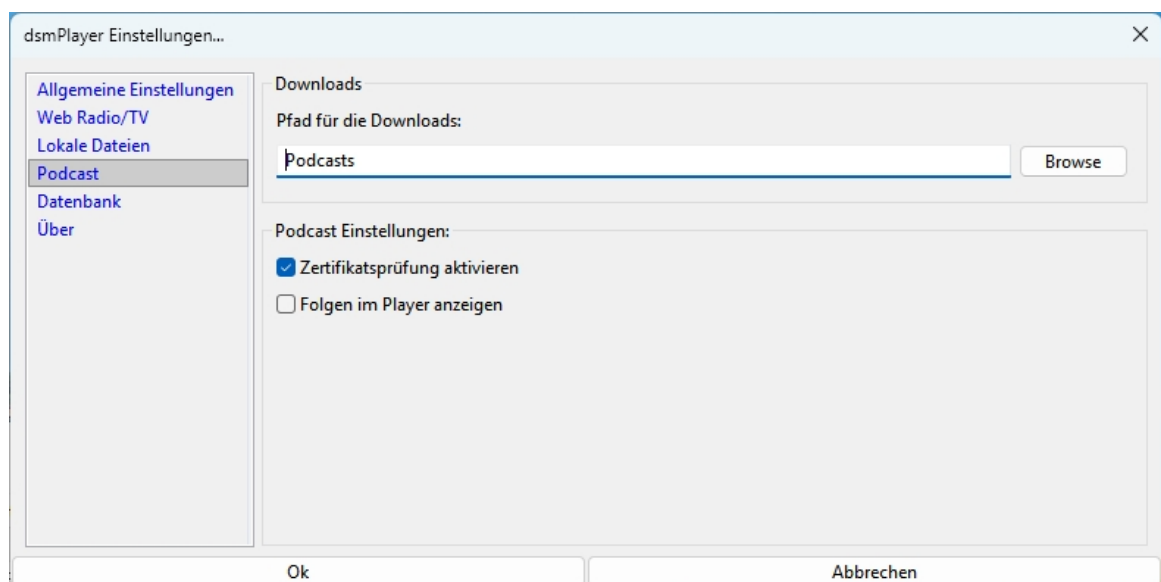 dsmPlayer Einstellungen...
Allgemeine Einstellungen
Web Radio/TV
Lokale Dateien
Podcast
Datenbank
Über
Downloads
Pfad für die Downloads:
Podcasts
Browse
Podcast Einstellungen:
Zertifikatsprüfung aktivieren
Folgen im Player anzeigen
Ok
Abbrechen